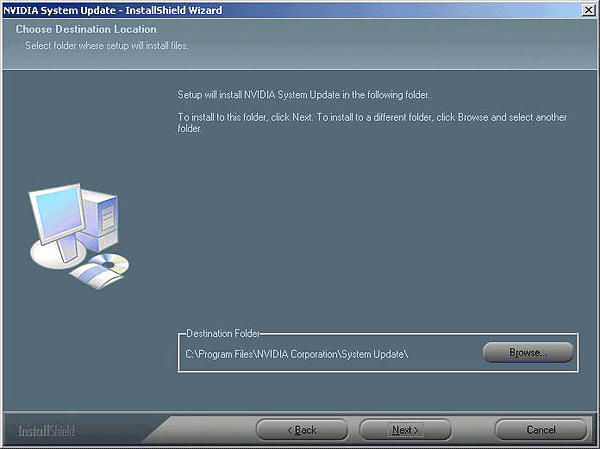 NVIDIA System Update - InstallShield Wizard
Choose Destination Location
Select folder where setup will install files.
Setup will install NVIDIA System Update in the following folder.
To install to this folder, click Next. To install to a different folder, click Browse and select another
folder.
Destination Folder
C:\Program Files\NVIDIA Corporation\System Update\
Browse...
InstallShield
< Back
Next >
Cancel